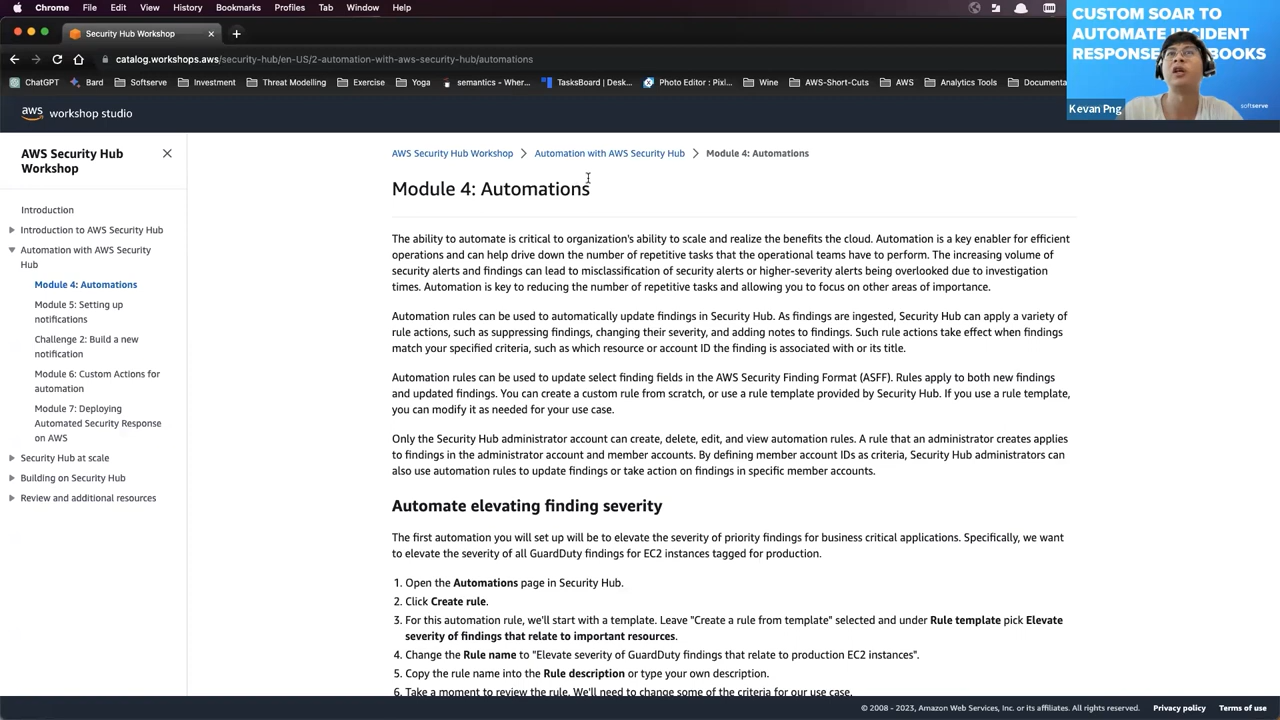 Chrome File Edit View History Bookmarks Profiles Tab Window Help
Security Hub Workshop
catalog.workshops.aws/security-hub/en-US/2-automation-with-aws-security-hub/automations
ChatGPT Bard Softserve Investment Threat Modelling Exercise Yoga semantics - Wher... TasksBoard | Desk... Photo Editor : Pixl... Wine AWS-Short-Cuts AWS Analytics Tools Documenta
CUSTOM SOAR TO
AUTOMATE INCIDENT
RESPONSE
softserve
Kevan Png
aws workshop studio
AWS Security Hub
Workshop
Introduction
Introduction to AWS Security Hub
Automation with AWS Security
Hub
Module 4: Automations
Module 5: Setting up
notifications
Challenge 2: Build a new
notification
Module 6: Custom Actions for
automation
Module 7: Deploying
Automated Security Response
on AWS
Security Hub at scale
Building on Security Hub
Review and additional resources
AWS Security Hub Workshop > Automation with AWS Security Hub > Module 4: Automations
Module 4: Automations
The ability to automate is critical to organization's ability to scale and realize the benefits the cloud. Automation is a key enabler for efficient
operations and can help drive down the number of repetitive tasks that the operational teams have to perform. The increasing volume of
security alerts and findings can lead to misclassification of security alerts or higher-severity alerts being overlooked due to investigation
times. Automation is key to reducing the number of repetitive tasks and allowing you to focus on other areas of importance.
Automation rules can be used to automatically update findings in Security Hub. As findings are ingested, Security Hub can apply a variety of
rule actions, such as suppressing findings, changing their severity, and adding notes to findings. Such rule actions take effect when findings
match your specified criteria, such as which resource or account ID the finding is associated with or its title.
Automation rules can be used to update select finding fields in the AWS Security Finding Format (ASFF). Rules apply to both new findings
and updated findings. You can create a custom rule from scratch, or use a rule template provided by Security Hub. If you use a rule template,
you can modify it as needed for your use case.
Only the Security Hub administrator account can create, delete, edit, and view automation rules. A rule that an administrator creates applies
to findings in the administrator account and member accounts. By defining member account IDs as criteria, Security Hub administrators can
also use automation rules to update findings or take action on findings in specific member accounts.
Automate elevating finding severity
The first automation you will set up will be to elevate the severity of priority findings for business critical applications. Specifically, we want
to elevate the severity of all GuardDuty findings for EC2 instances tagged for production.
1. Open the Automations page in Security Hub.
2. Click Create rule.
3. For this automation rule, we'll start with a template. Leave "Create a rule from template" selected and under Rule template pick Elevate
severity of findings that relate to important resources.
4. Change the Rule name to "Elevate severity of GuardDuty findings that relate to production EC2 instances".
5. Copy the rule name into the Rule description or type your own description.
6. Take a moment to review the rule. We'll need to change some of the criteria for our use case.
© 2008 - 2023, Amazon Web Services, Inc. or its affiliates. All rights reserved. Privacy policy Terms of use